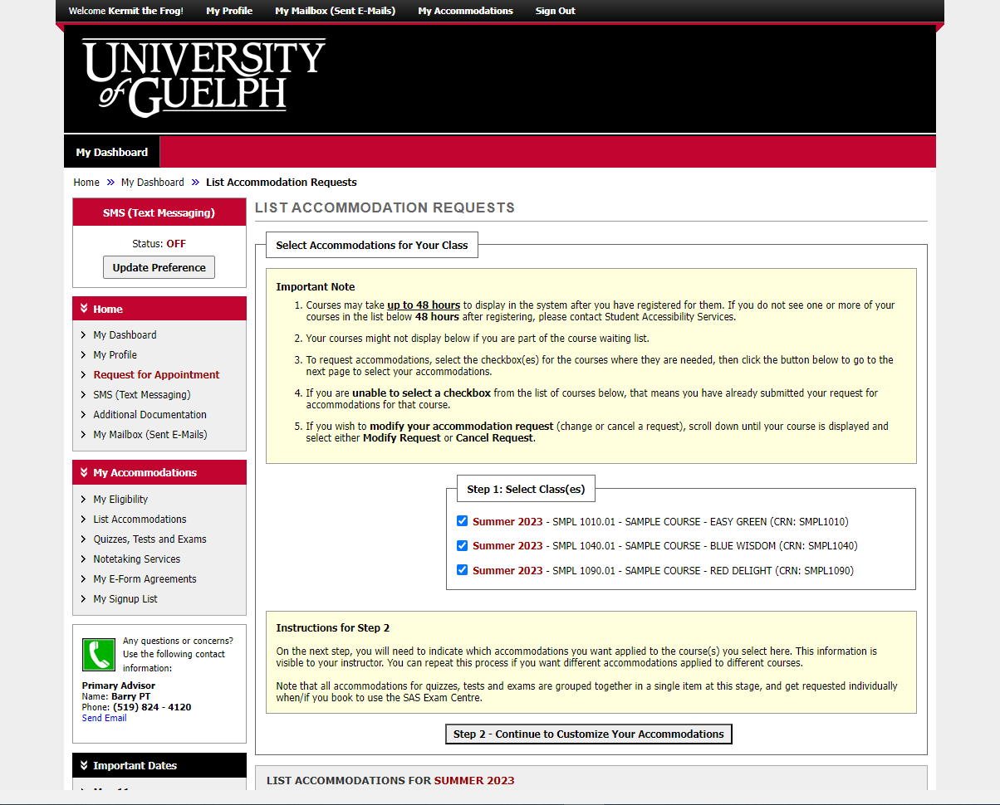 Welcome Kermit the Frog! My Profile My Mailbox (Sent E-Mails) My Accommodations Sign Out
UNIVERSITY
of GUELPH
My Dashboard
Home » My Dashboard » List Accommodation Requests
SMS (Text Messaging)
Status: OFF
Update Preference
Home
My Dashboard
My Profile
Request for Appointment
SMS (Text Messaging)
Additional Documentation
My Mailbox (Sent E-Mails)
My Accommodations
My Eligibility
List Accommodations
Quizzes, Tests and Exams
Notetaking Services
My E-Form Agreements
My Signup List
Any questions or concerns?
Use the following contact
information:
Primary Advisor
Name: Barry PT
Phone: (519) 824 - 4120
Send Email
Important Dates
LIST ACCOMMODATION REQUESTS
Select Accommodations for Your Class
Important Note
1. Courses may take up to 48 hours to display in the system after you have registered for them. If you do not see one or more of your
courses in the list below 48 hours after registering, please contact Student Accessibility Services.
2. Your courses might not display below if you are part of the course waiting list.
3. To request accommodations, select the checkbox(es) for the courses where they are needed, then click the button below to go to the
next page to select your accommodations.
4. If you are unable to select a checkbox from the list of courses below, that means you have already submitted your request for
accommodations for that course.
5. If you wish to modify your accommodation request (change or cancel a request), scroll down until your course is displayed and
select either Modify Request or Cancel Request.
Step 1: Select Class(es)
Summer 2023 - SMPL 1010.01 - SAMPLE COURSE - EASY GREEN (CRN: SMPL1010)
Summer 2023 - SMPL 1040.01 - SAMPLE COURSE - BLUE WISDOM (CRN: SMPL1040)
Summer 2023 - SMPL 1090.01 - SAMPLE COURSE - RED DELIGHT (CRN: SMPL1090)
Instructions for Step 2
On the next step, you will need to indicate which accommodations you want applied to the course(s) you select here. This information is
visible to your instructor. You can repeat this process if you want different accommodations applied to different courses.
Note that all accommodations for quizzes, tests and exams are grouped together in a single item at this stage, and get requested individually
when/if you book to use the SAS Exam Centre.
Step 2 - Continue to Customize Your Accommodations
LIST ACCOMMODATIONS FOR SUMMER 2023